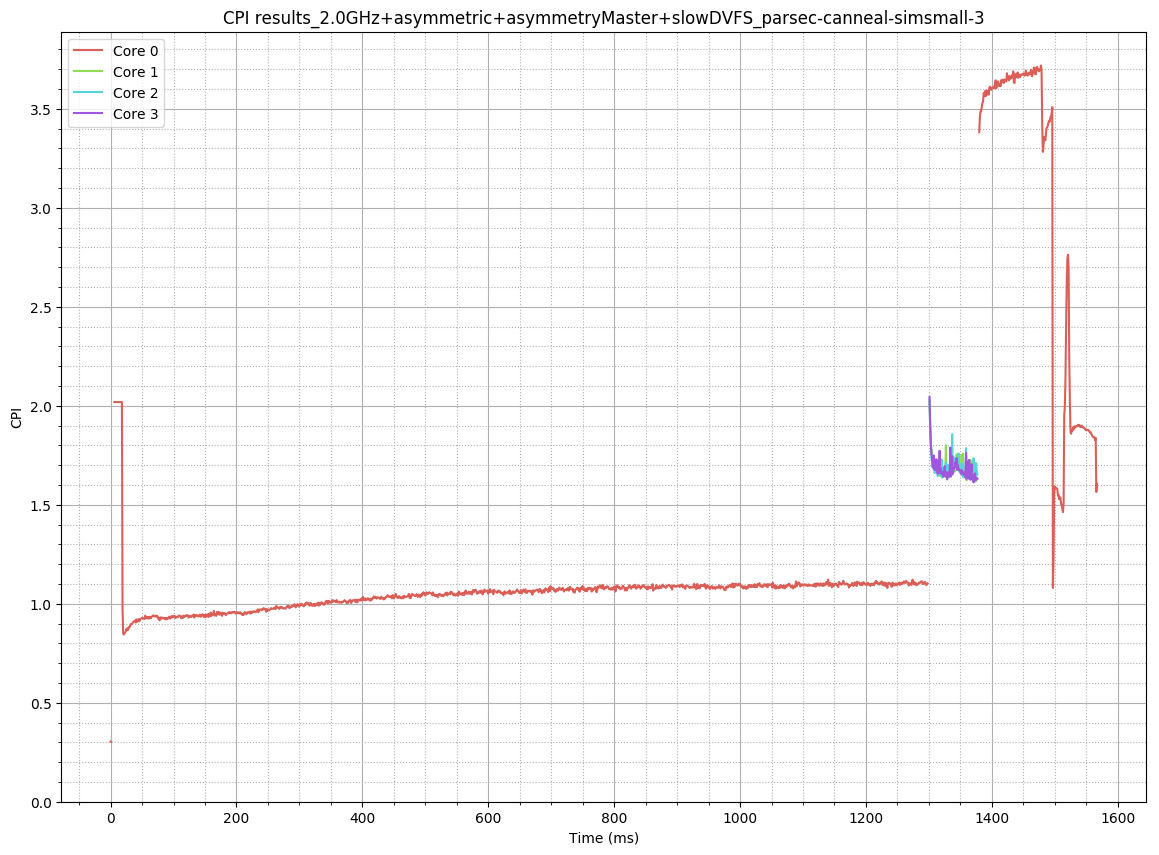 CPI results_2.0GHz+asymmetric+asymmetryMaster+slowDVFS_parsec-canneal-simsmall-3
Core 0
Core 1
Core 2
Core 3
CPI
3.5
3.0
2.5
2.0
1.5
1.0
0.5
0.0
0 200 400 600 800 1000 1200 1400 1600
Time (ms)